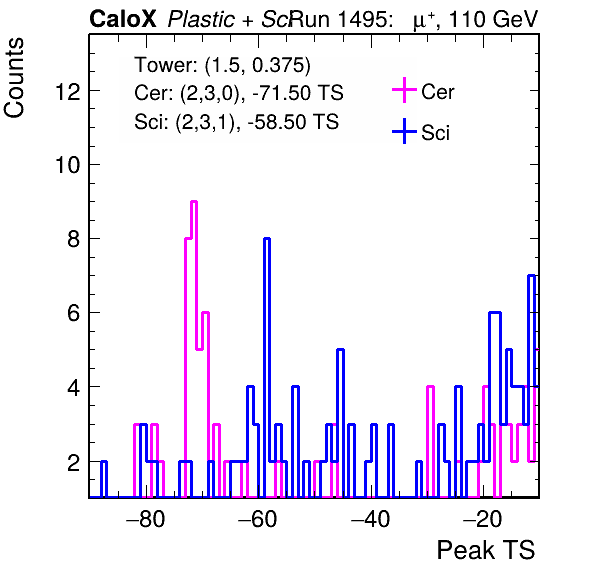 CaloX Plastic + Sci Run 1495: μ⁺, 110 GeV
Tower: (1.5, 0.375)
Cer: (2,3,0), -71.50 TS
Sci: (2,3,1), -58.50 TS
Cer
Sci
Counts
12
10
8
6
4
2
−80 −60 −40 −20
Peak TS